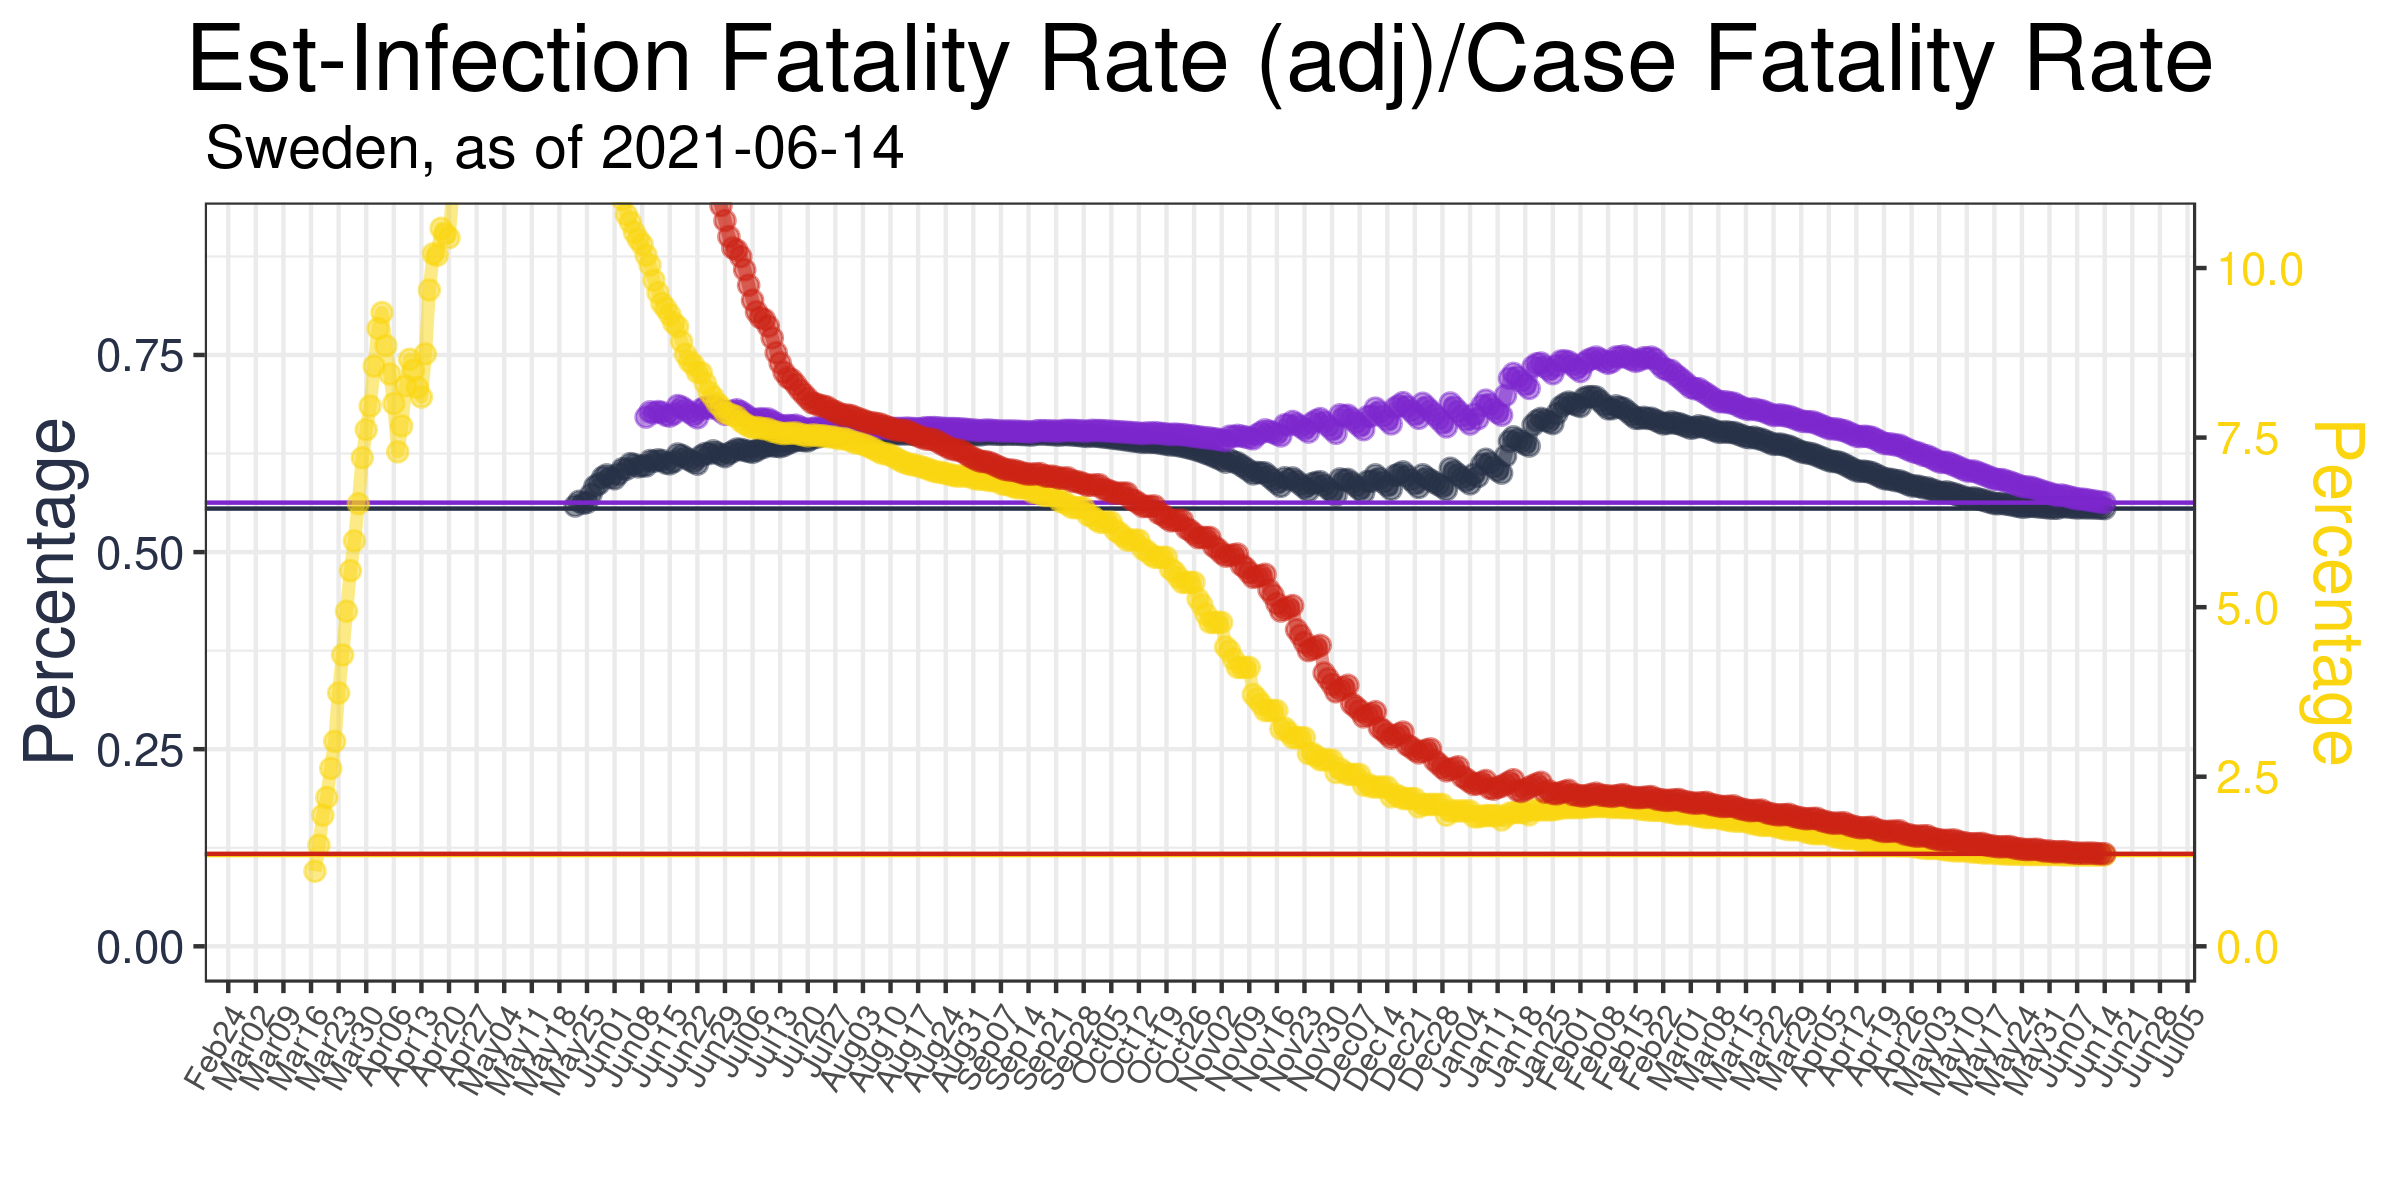 Est-Infection Fatality Rate (adj)/Case Fatality Rate
Sweden, as of 2021-06-14
Percentage
0.75
0.50
0.25
0.00
10.0
7.5
5.0
2.5
0.0
Percentage
Feb24
Mar02
Mar09
Mar16
Mar23
Mar30
Apr06
Apr13
Apr20
Apr27
May04
May11
May18
May25
Jun01
Jun08
Jun15
Jun22
Jun29
Jul06
Jul13
Jul20
Jul27
Aug03
Aug10
Aug17
Aug24
Aug31
Sep07
Sep14
Sep21
Sep28
Oct05
Oct12
Oct19
Oct26
Nov02
Nov09
Nov16
Nov23
Nov30
Dec07
Dec14
Dec21
Dec28
Jan04
Jan11
Jan18
Jan25
Feb01
Feb08
Feb15
Feb22
Mar01
Mar08
Mar15
Mar22
Mar29
Apr05
Apr12
Apr19
Apr26
May03
May10
May17
May24
May31
Jun07
Jun14
Jun21
Jun28
Jul05